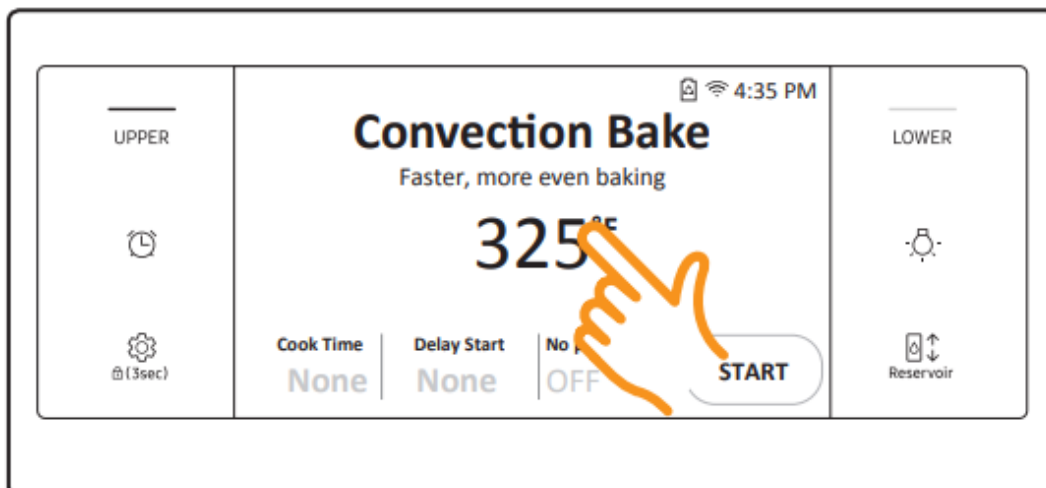 4:35 PM
UPPER
Convection Bake
LOWER
Faster, more even baking
325°F
Cook Time
Delay Start
No
None
None
OFF
START
(3sec)
Reservoir